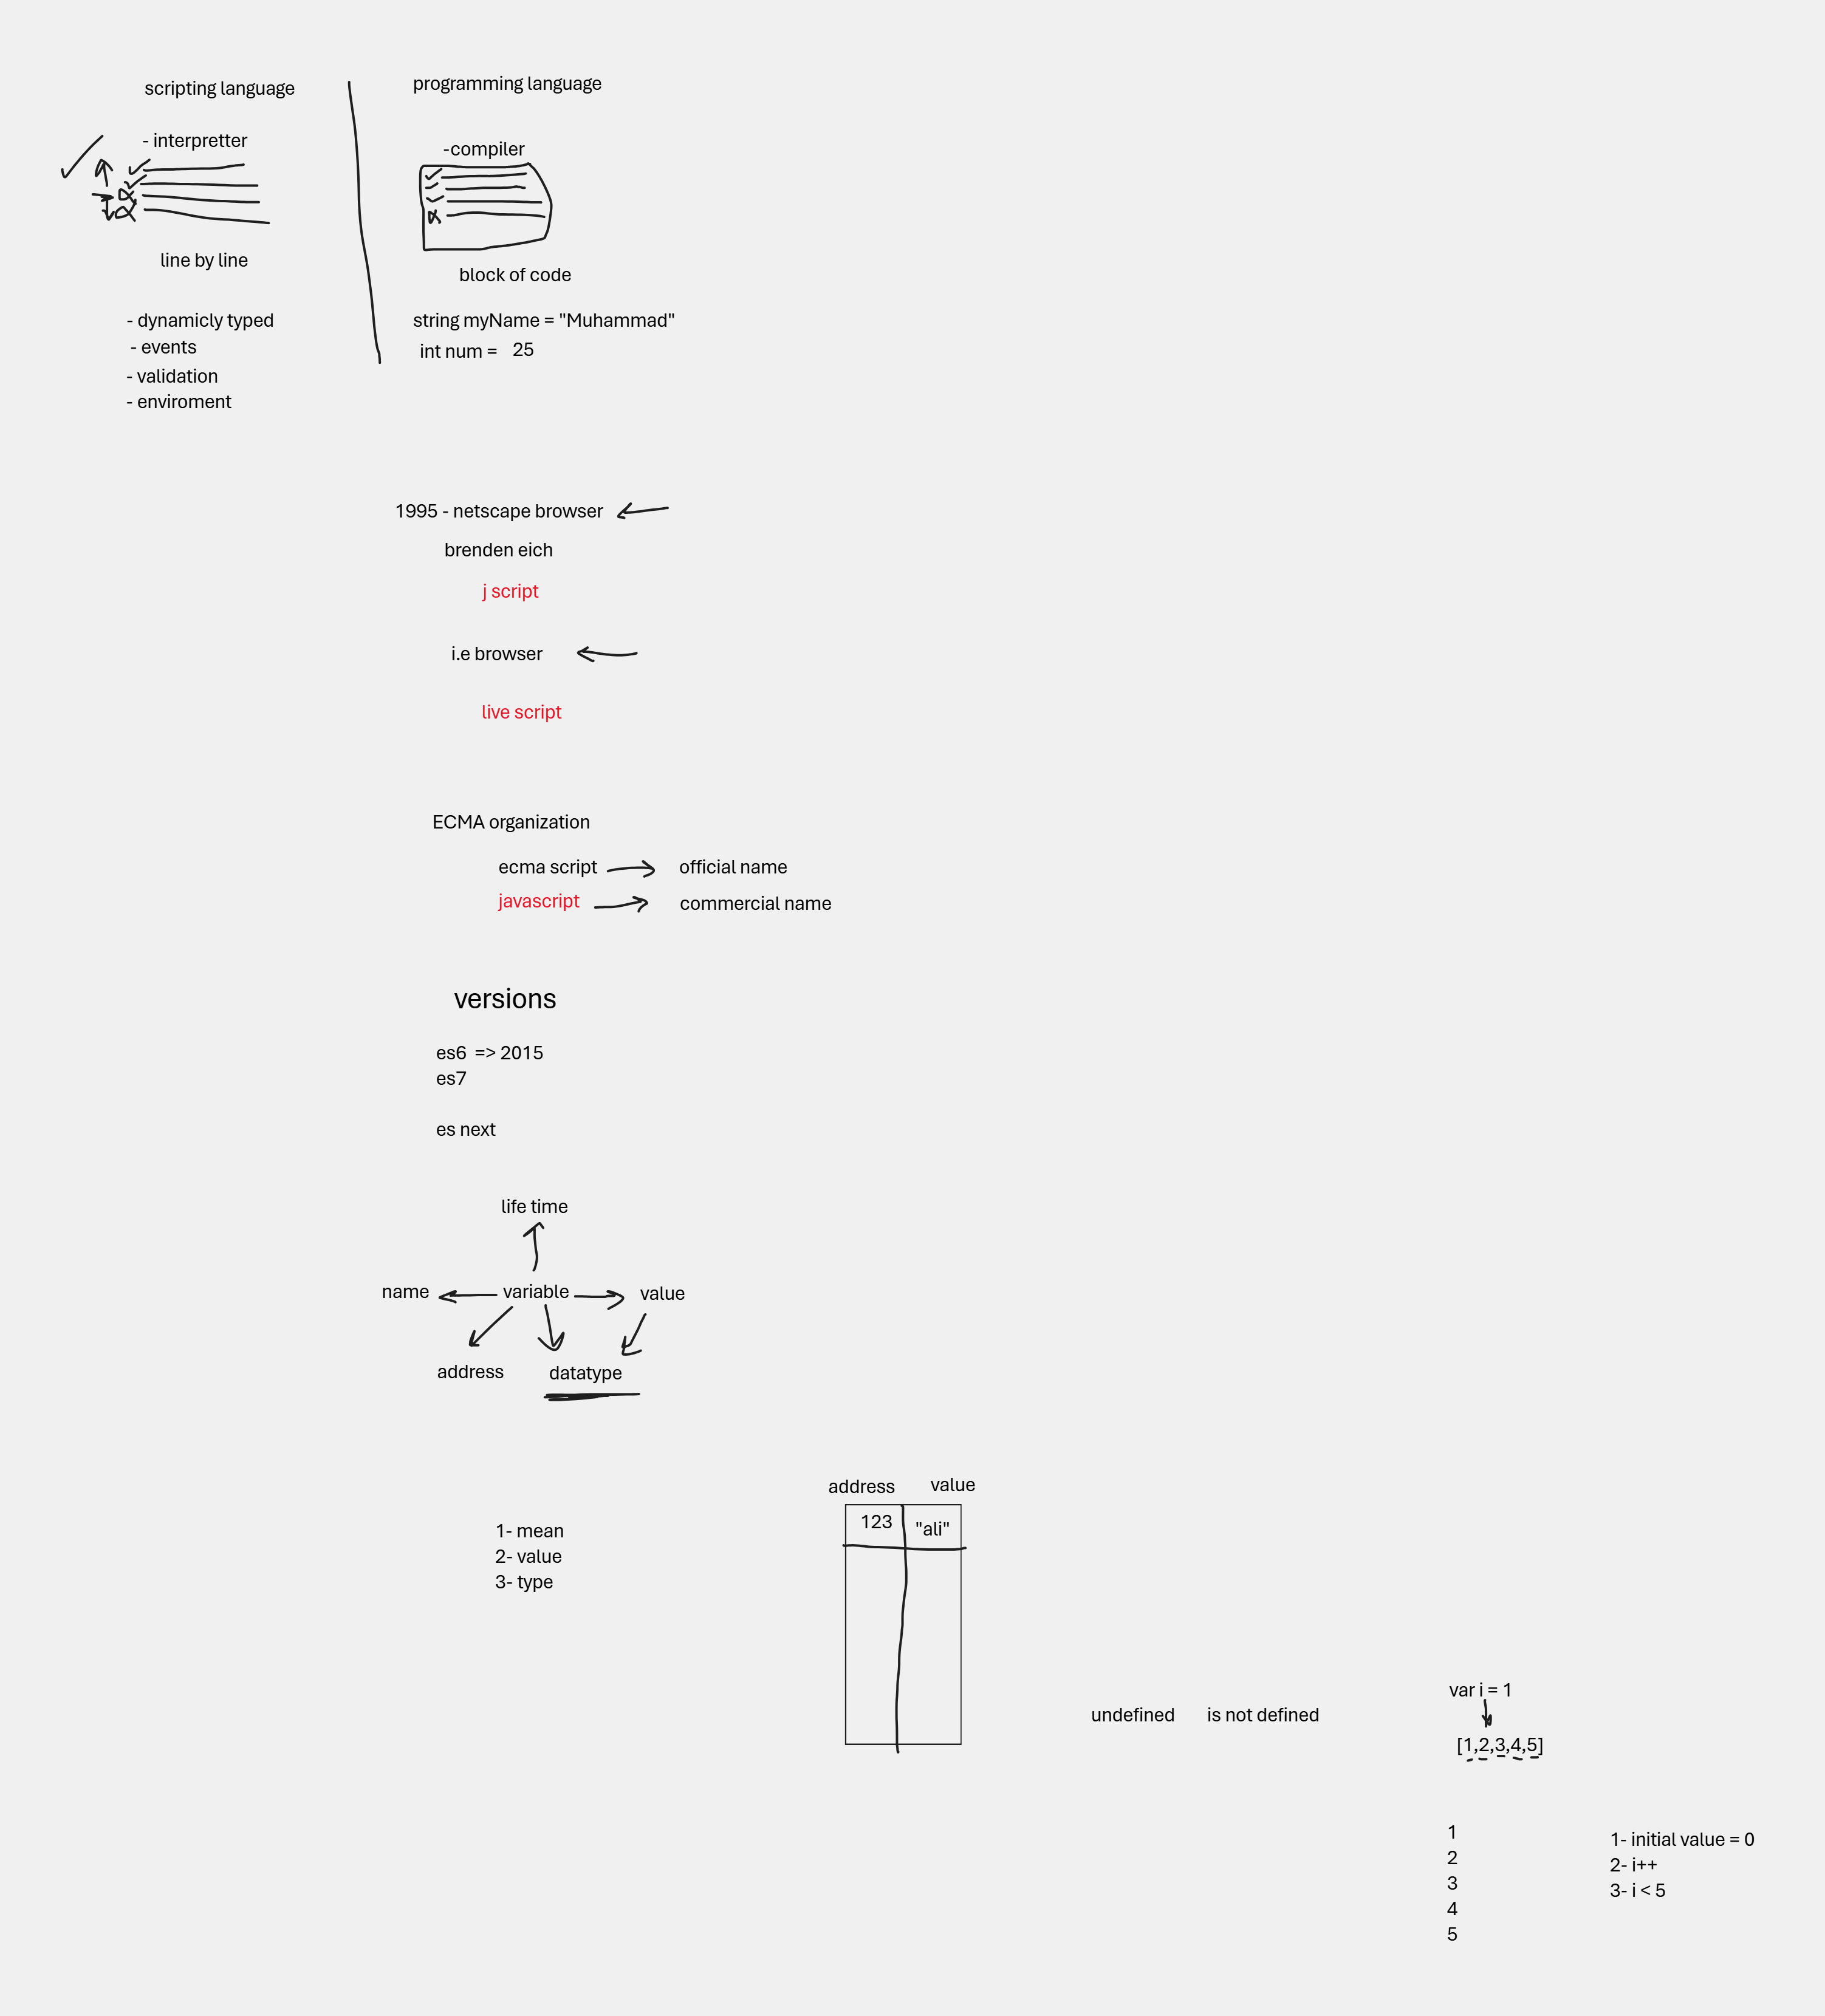 scripting language
programming language
- interpretter
-compiler
line by line
block of code
- dynamicly typed
- events
- validation
- enviroment
string myName = "Muhammad"
int num = 25
1995 - netscape browser
brenden eich
j script
i.e browser
live script
ECMA organization
ecma script
official name
javascript
commercial name
versions
es6 => 2015
es7
es next
life time
name
variable
value
address
datatype
1- mean
2- value
3- type
address
value
123
"ali"
undefined
is not defined
var i = 1
[1,2,3,4,5]
1
2
3
4
5
1- initial value = 0
2- i++
3- i < 5